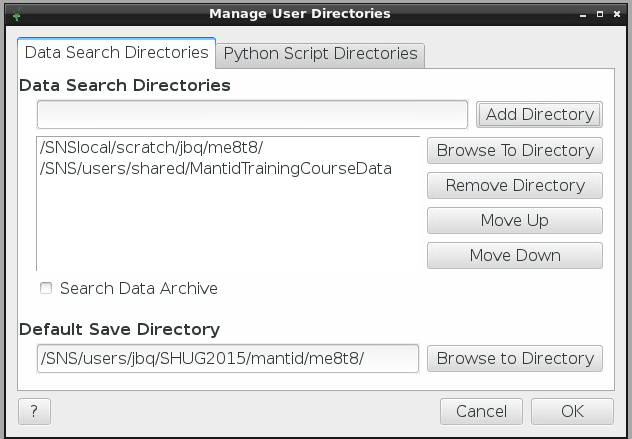 Manage User Directories
Data Search Directories
Python Script Directories
Data Search Directories
Add Directory
/SNSlocal/scratch/jbq/me8t8/
/SNS/users/shared/MantidTrainingCourseData
Browse To Directory
Remove Directory
Move Up
Move Down
Search Data Archive
Default Save Directory
/SNS/users/jbq/SHUG2015/mantid/me8t8/
Browse to Directory
?
Cancel
OK